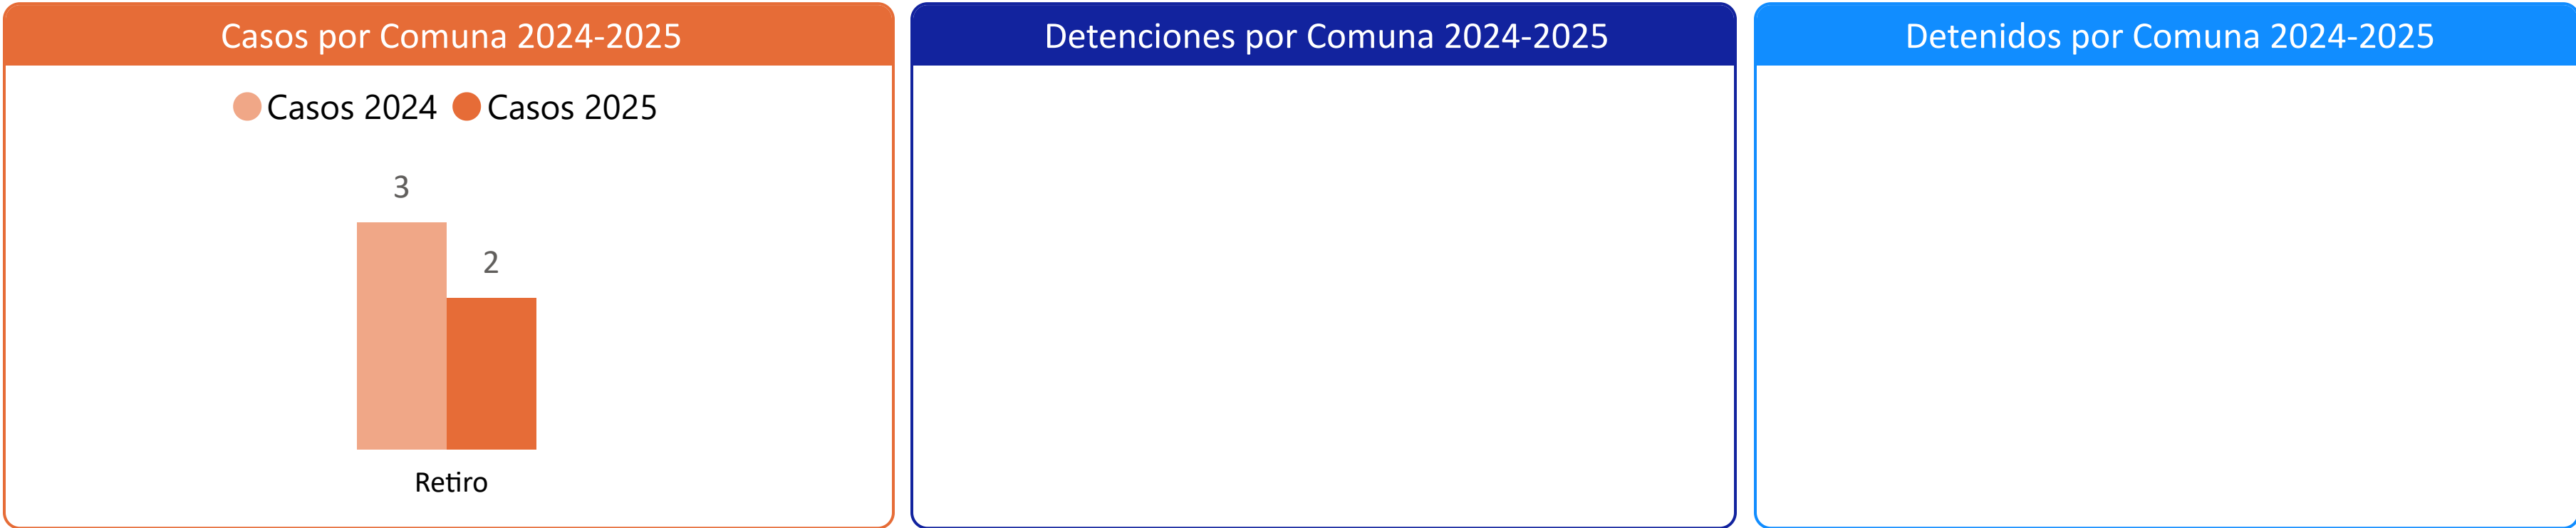 Casos por Comuna 2024-2025
Casos 2024 Casos 2025
3
2
Retiro
Detenciones por Comuna 2024-2025
Detenidos por Comuna 2024-2025